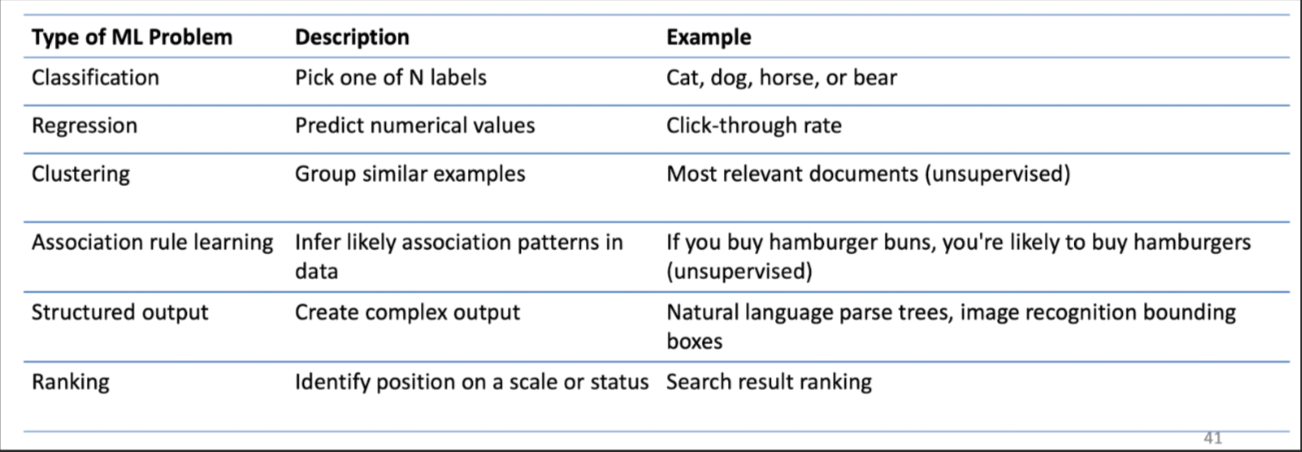 Type of ML Problem Description Example
Classification Pick one of N labels Cat, dog, horse, or bear
Regression Predict numerical values Click-through rate
Clustering Group similar examples Most relevant documents (unsupervised)
Association rule learning Infer likely association patterns in If you buy hamburger buns, you're likely to buy hamburgers
data (unsupervised)
Structured output Create complex output Natural language parse trees, image recognition bounding
boxes
Ranking Identify position on a scale or status Search result ranking
41